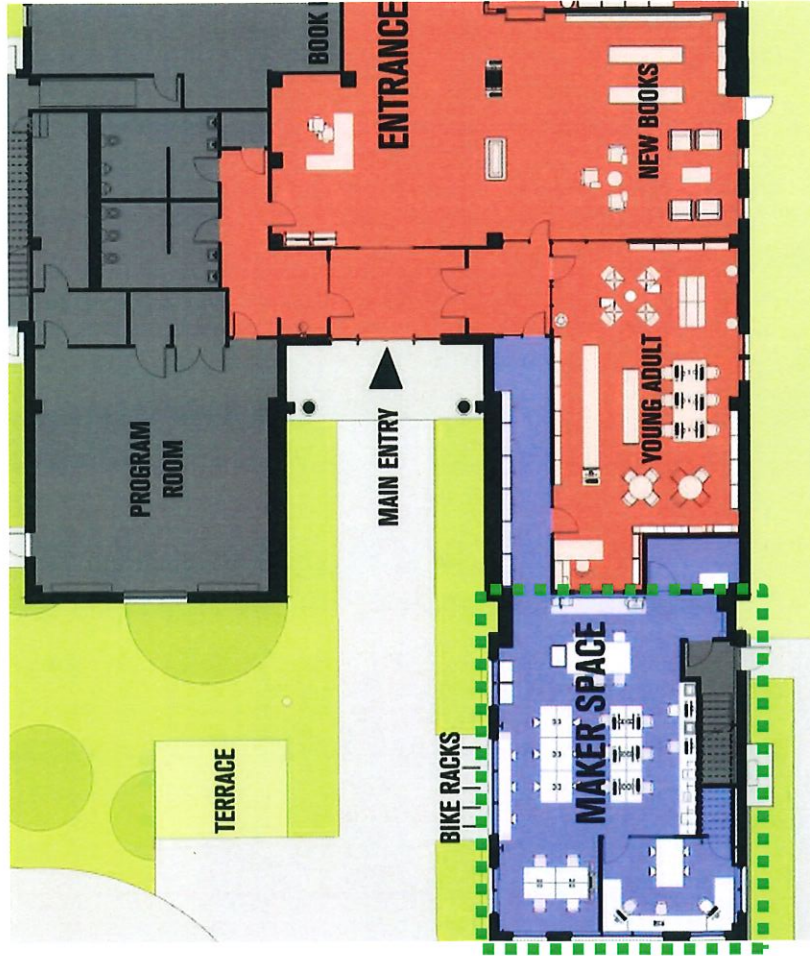 BOOK
ENTRANCE
NEW BOOKS
PROGRAM
ROOM
MAIN ENTRY
YOUNG ADULT
TERRACE
BIKE RACKS
MAKER SPACE